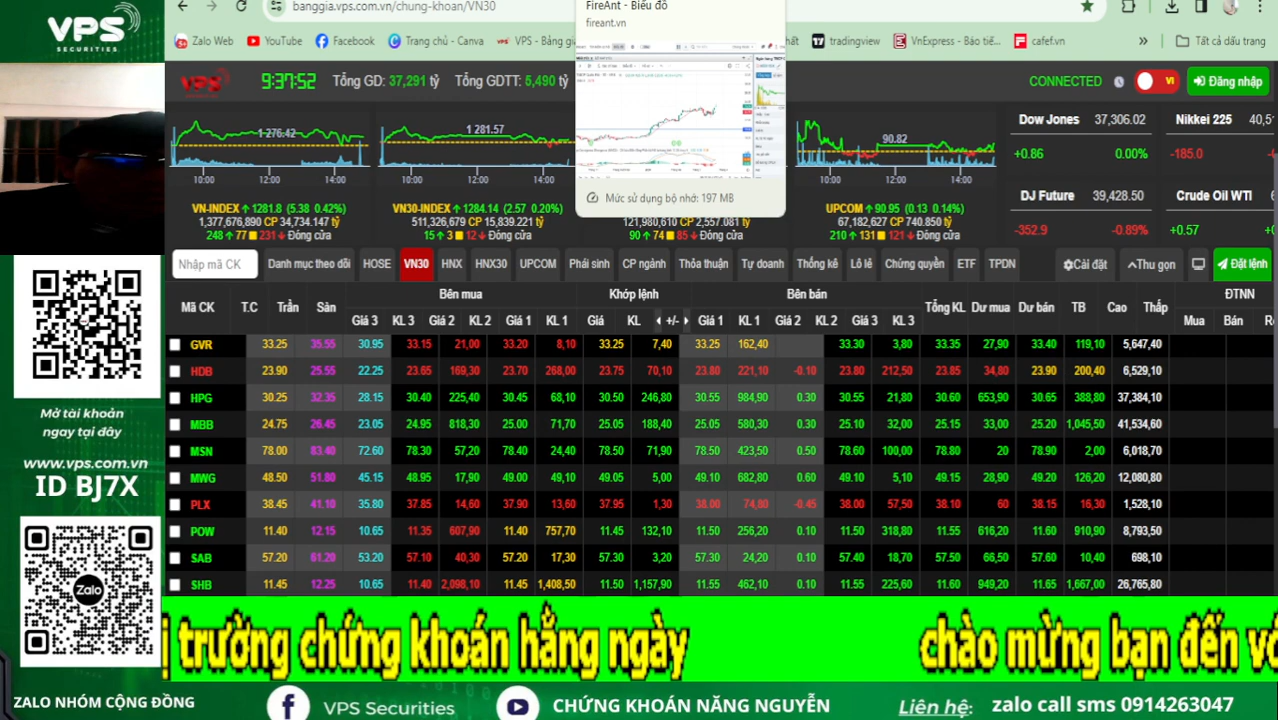 VPS
SECURITIES
Mở tài khoản
ngay tại đây
www.vps.com.vn
ID BJ7X
Zalo
ZALO NHÓM CỘNG ĐỒNG
banggia.vps.com.vn/chung-khoan/VN30
FireAnt - Biểu đồ
fireant.vn
Mức sử dụng bộ nhớ: 197 MB
Zalo Web YouTube Facebook Trang chủ - Canva VPS - Bảng giá tradingview VnExpress - Báo tiế... cafef.vn » Tất cả dấu trang
VPS 9:37:52 Tổng GD: 37,291 tỷ Tổng GDTT: 5,490 tỷ CONNECTED VI Đăng nhập
1 276.42 1 281.57 90.82
10:00 12:00 14:00 10:00 12:00 14:00 10:00 12:00 14:00
Dow Jones 37,306.02 Nikkei 225
+0.86 0.00% -185.0
DJ Future 39,428.50 Crude Oil WTI
-352.9 -0.89% +0.57
VN-INDEX 1281.8 (5.38 0.42%) VN30-INDEX 1284.14 (2.57 0.20%) UPCOM 90.95 (0.13 0.14%)
1,377,676,890 CP 34,734.147 tỷ 511,326,679 CP 15,839.221 tỷ 121,980,610 CP 2,557.081 tỷ 67,182,627 CP 740.850 tỷ
248 77 231 Đóng cửa 15 3 12 Đóng cửa 90 74 85 Đóng cửa 210 131 121 Đóng cửa
Nhập mã CK Danh mục theo dõi HOSE VN30 HNX HNX30 UPCOM Phái sinh CP ngành Thỏa thuận Tự doanh Thống kê Lô lẻ Chứng quyền ETF TPDN Cài đặt Thu gọn Đặt lệnh
Mã CK T.C Trần Sàn Bên mua Khớp lệnh Bên bán Tổng KL Dư mua Dư bán TB Cao Thấp ĐTNN
Giá 3 KL 3 Giá 2 KL 2 Giá 1 KL 1 Giá KL +/- Giá 1 KL 1 Giá 2 KL 2 Giá 3 KL 3 Mua Bán
GVR 33.25 35.55 30.95 33.15 21,00 33.20 8,10 33.25 7,40 33.25 162,40 33.30 3,80 33.35 27,90 33.40 119,10 5,647,40
HDB 23.90 25.55 22.25 23.65 169,30 23.70 268,00 23.75 70,10 23.80 221,10 -0.10 23.80 212,50 23.85 34,80 23.90 200,40 6,529,10
HPG 30.25 32.35 28.15 30.40 225,40 30.45 68,10 30.50 246,80 30.55 984,90 0.30 30.55 21,80 30.60 653,90 30.65 388,80 37,384,10
MBB 24.75 26.45 23.05 24.95 818,30 25.00 71,70 25.05 188,40 25.05 580,30 0.30 25.10 32,00 25.15 33,00 25.20 1,045,50 41,534,60
MSN 78.00 83.40 72.60 78.30 57,20 78.40 24,40 78.50 71,90 78.50 423,50 0.50 78.60 100,00 78.80 20 78.90 2,00 6,018,70
MWG 48.50 51.80 45.15 48.95 17,90 49.00 49,10 49.05 5,00 49.10 682,80 0.60 49.10 5,10 49.15 28,90 49.20 126,20 12,080,80
PLX 38.45 41.10 35.80 37.85 14,60 37.90 13,60 37.95 1,30 38.00 74,80 -0.45 38.00 57,50 38.10 60 38.15 16,30 1,528,10
POW 11.40 12.15 10.65 11.35 607,90 11.40 757,70 11.45 132,10 11.50 256,20 0.10 11.50 318,80 11.55 616,20 11.60 910,90 8,793,50
SAB 57.20 61.20 53.20 57.10 40,30 57.20 17,30 57.30 3,20 57.30 24,20 0.10 57.40 18,70 57.50 66,50 57.60 10,40 698,10
SHB 11.45 12.25 10.65 11.40 2,098,10 11.45 1,408,50 11.50 1,157,90 11.55 462,10 0.10 11.55 225,60 11.60 949,20 11.65 1,667,00 26,765,80
trường chứng khoán hằng ngày chào mừng bạn đến
VPS Securities CHỨNG KHOÁN NĂNG NGUYỄN Liên hệ: zalo call sms 0914263047